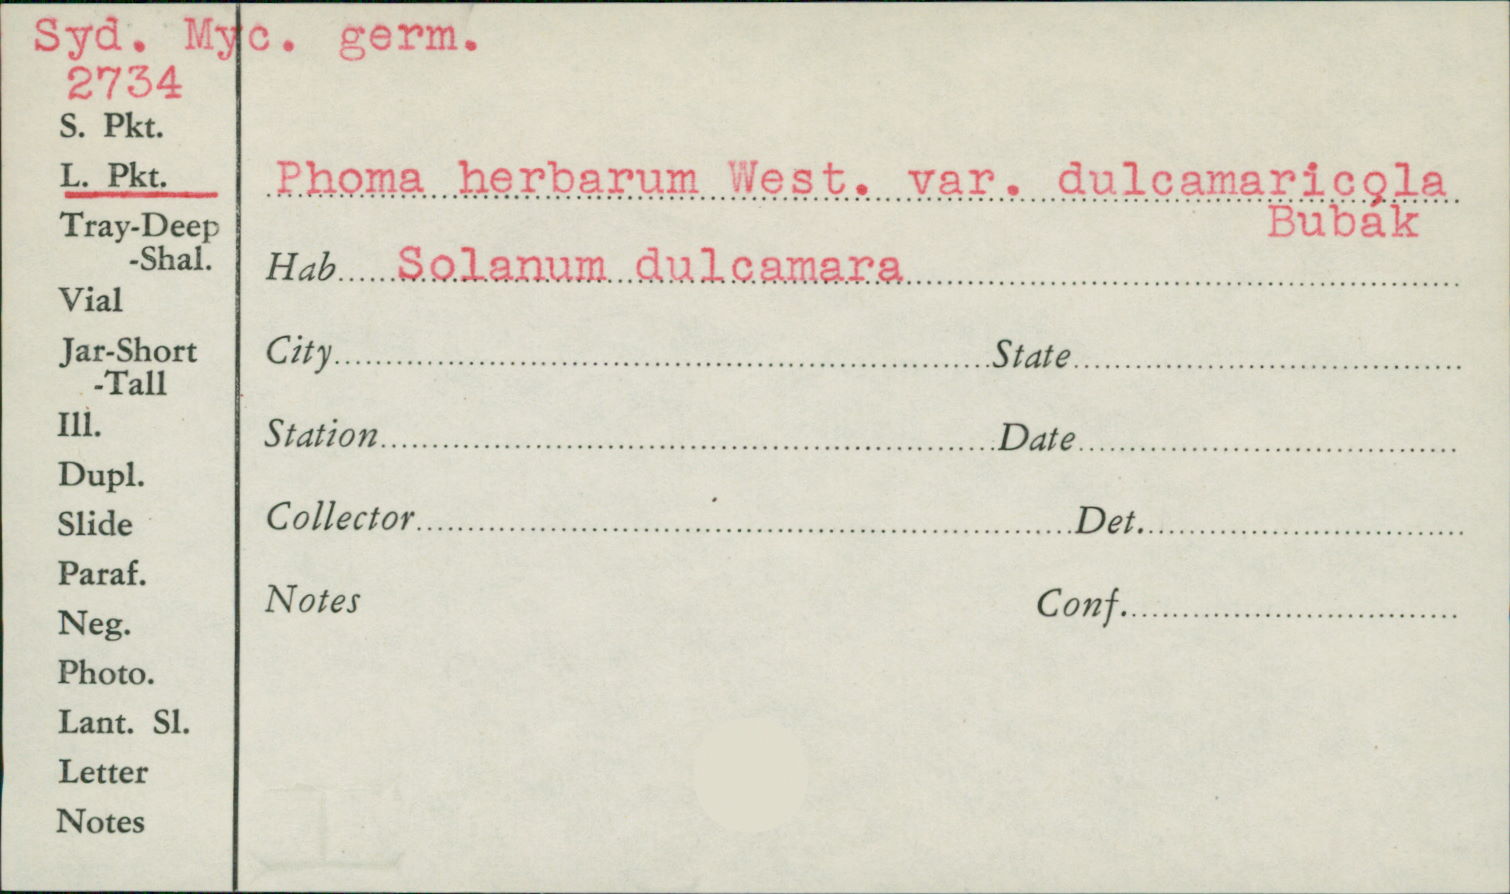 Syd. Myc. germ.
2734
S. Pkt.
L. Pkt.
Tray-Deep
-Shal.
Vial
Jar-Short
-Tall
Ill.
Dupl.
Slide
Paraf.
Neg.
Photo.
Lant. Sl.
Letter
Notes
Phoma herbarum West. var. dulcamaricola
Bubák
Hab.....Solanum dulcamara
City
State
Station
Date
Collector
Det.
Notes
Conf.